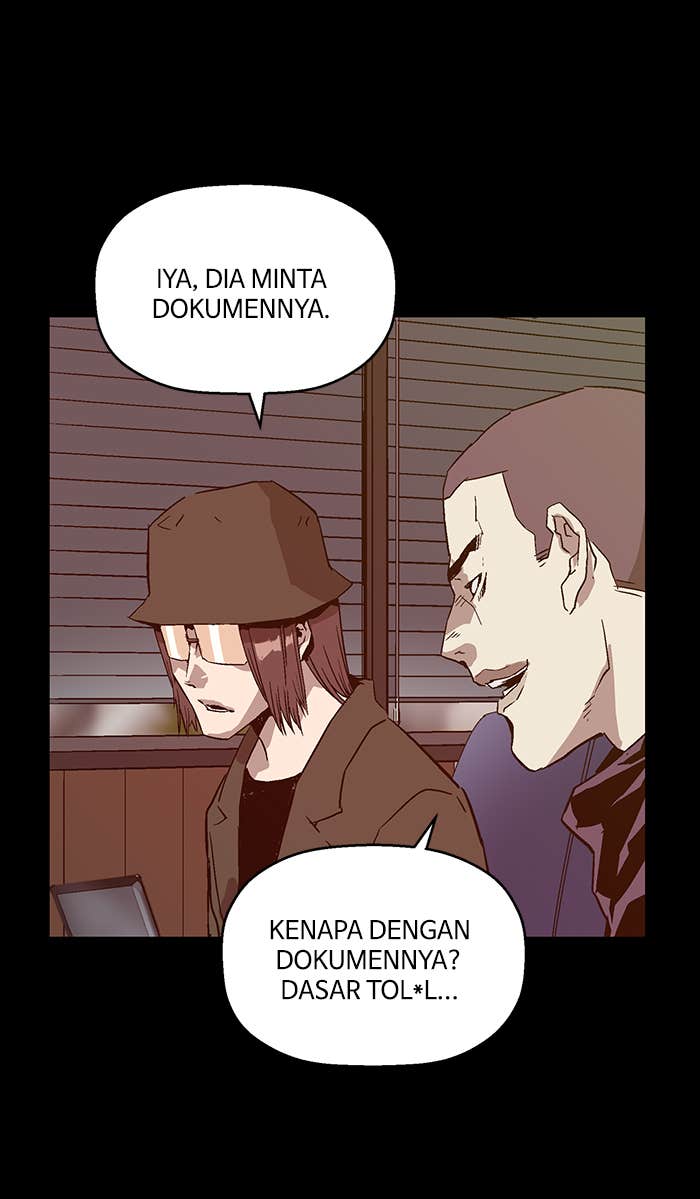 IYA, DIA MINTA
DOKUMENNYA.
KENAPA DENGAN
DOKUMENNYA?
DASAR TOL*L...